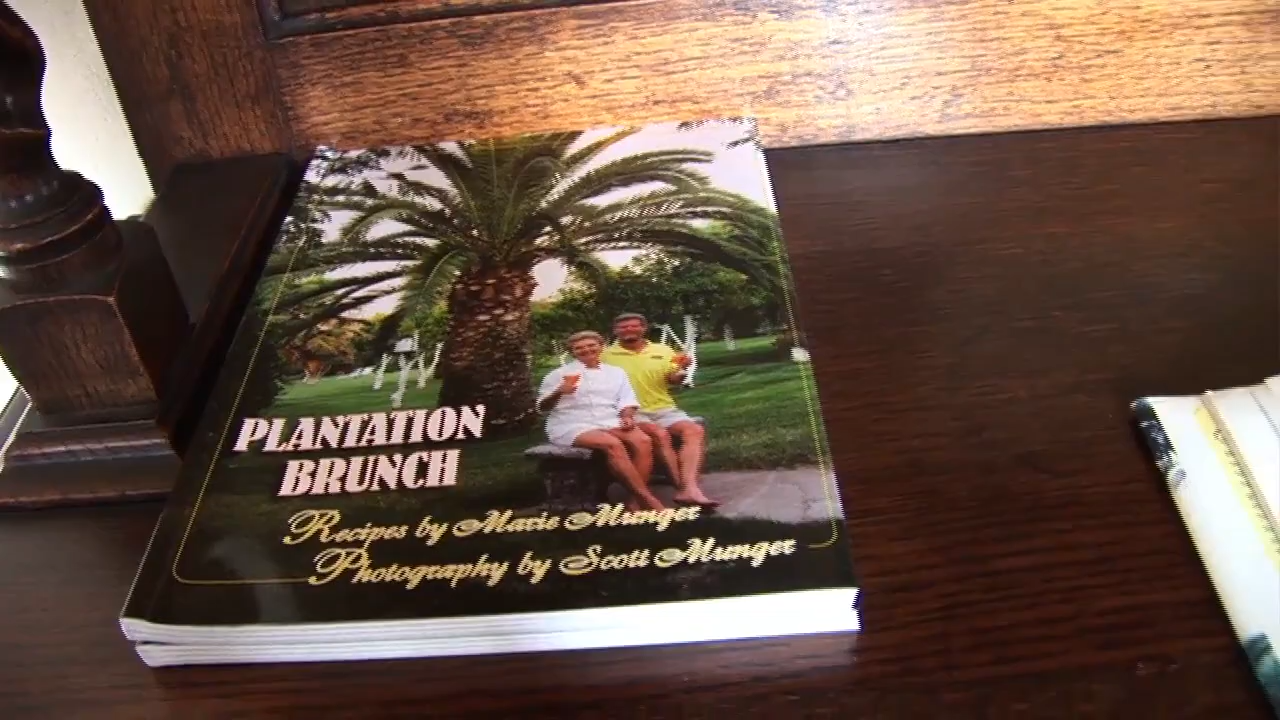 PLANTATION
BRUNCH
Recipes by Marie Munger
Photography by Scott Munger